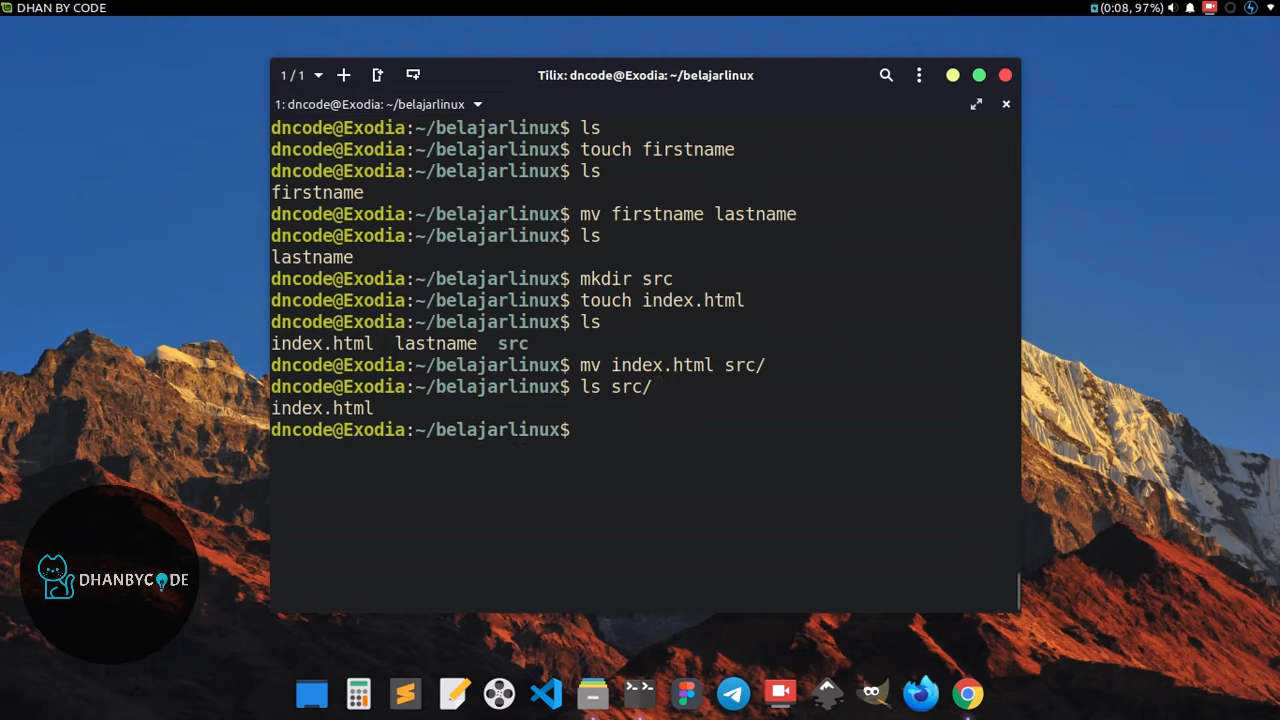 DHAN BY CODE
(0:08, 97%)
1 / 1
Tilix: dncode@Exodia: ~/belajarlinux
1: dncode@Exodia: ~/belajarlinux
dncode@Exodia:~/belajarlinux$ ls
dncode@Exodia:~/belajarlinux$ touch firstname
dncode@Exodia:~/belajarlinux$ ls
firstname
dncode@Exodia:~/belajarlinux$ mv firstname lastname
dncode@Exodia:~/belajarlinux$ ls
lastname
dncode@Exodia:~/belajarlinux$ mkdir src
dncode@Exodia:~/belajarlinux$ touch index.html
dncode@Exodia:~/belajarlinux$ ls
index.html  lastname  src
dncode@Exodia:~/belajarlinux$ mv index.html src/
dncode@Exodia:~/belajarlinux$ ls src/
index.html
dncode@Exodia:~/belajarlinux$
DHANBYCODE